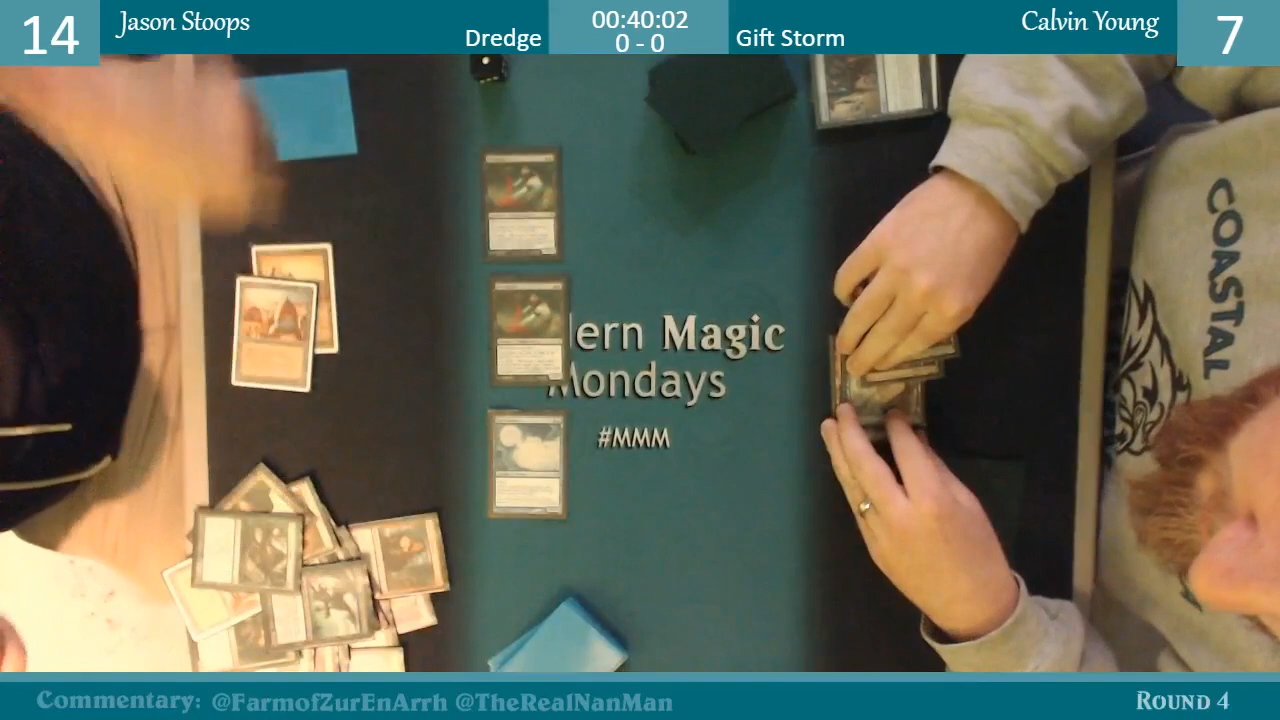 14
Jason Stoops
Dredge
00:40:02
0 - 0
Gift Storm
Calvin Young
7
ern Magic
Mondays
#MMM
COASTAL
Commentary: @FarmofZurEnArrh @TheRealNanMan
Round 4